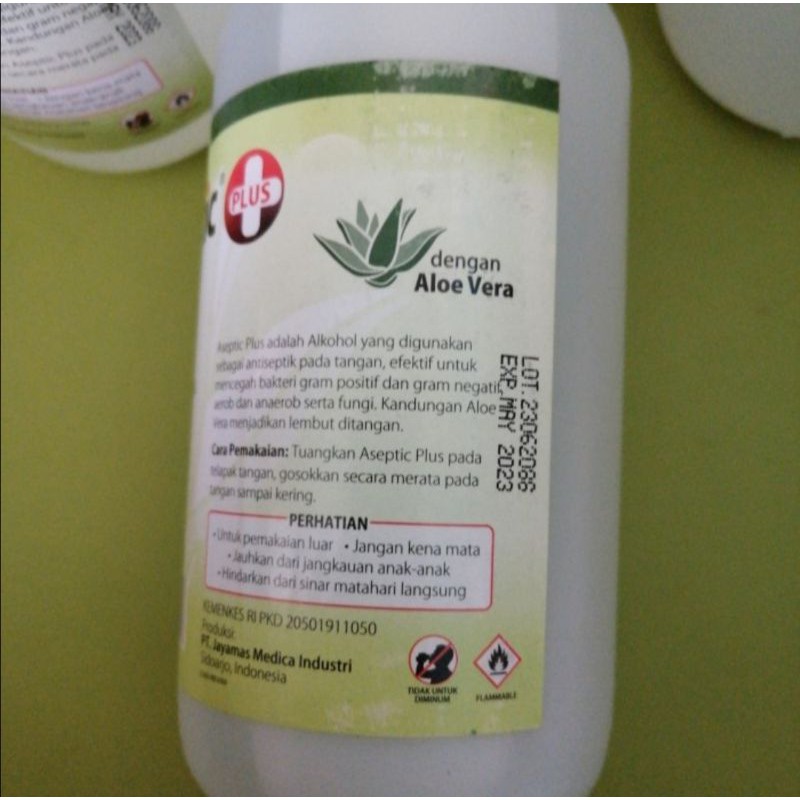 PLUS
dengan
Aloe Vera
Aseptic Plus adalah Alkohol yang digunakan
sebagai antiseptik pada tangan, efektif untuk
mencegah bakteri gram positif dan gram negatif,
aerob dan anaerob serta fungi. Kandungan Aloe
Vera menjadikan lembut ditangan.
Cara Pemakaian: Tuangkan Aseptic Plus pada
telapak tangan, gosokkan secara merata pada
tangan sampai kering.
PERHATIAN
• Untuk pemakaian luar • Jangan kena mata
• Jauhkan dari jangkauan anak-anak
• Hindarkan dari sinar matahari langsung
KEMENKES RI PKD 20501911050
Produksi:
PT. Jayamas Medica Industri
Sidoarjo, Indonesia
TIDAK UNTUK
DIMINUM
FLAMMABLE
LOT. 23062086
EXP. MAY 2023